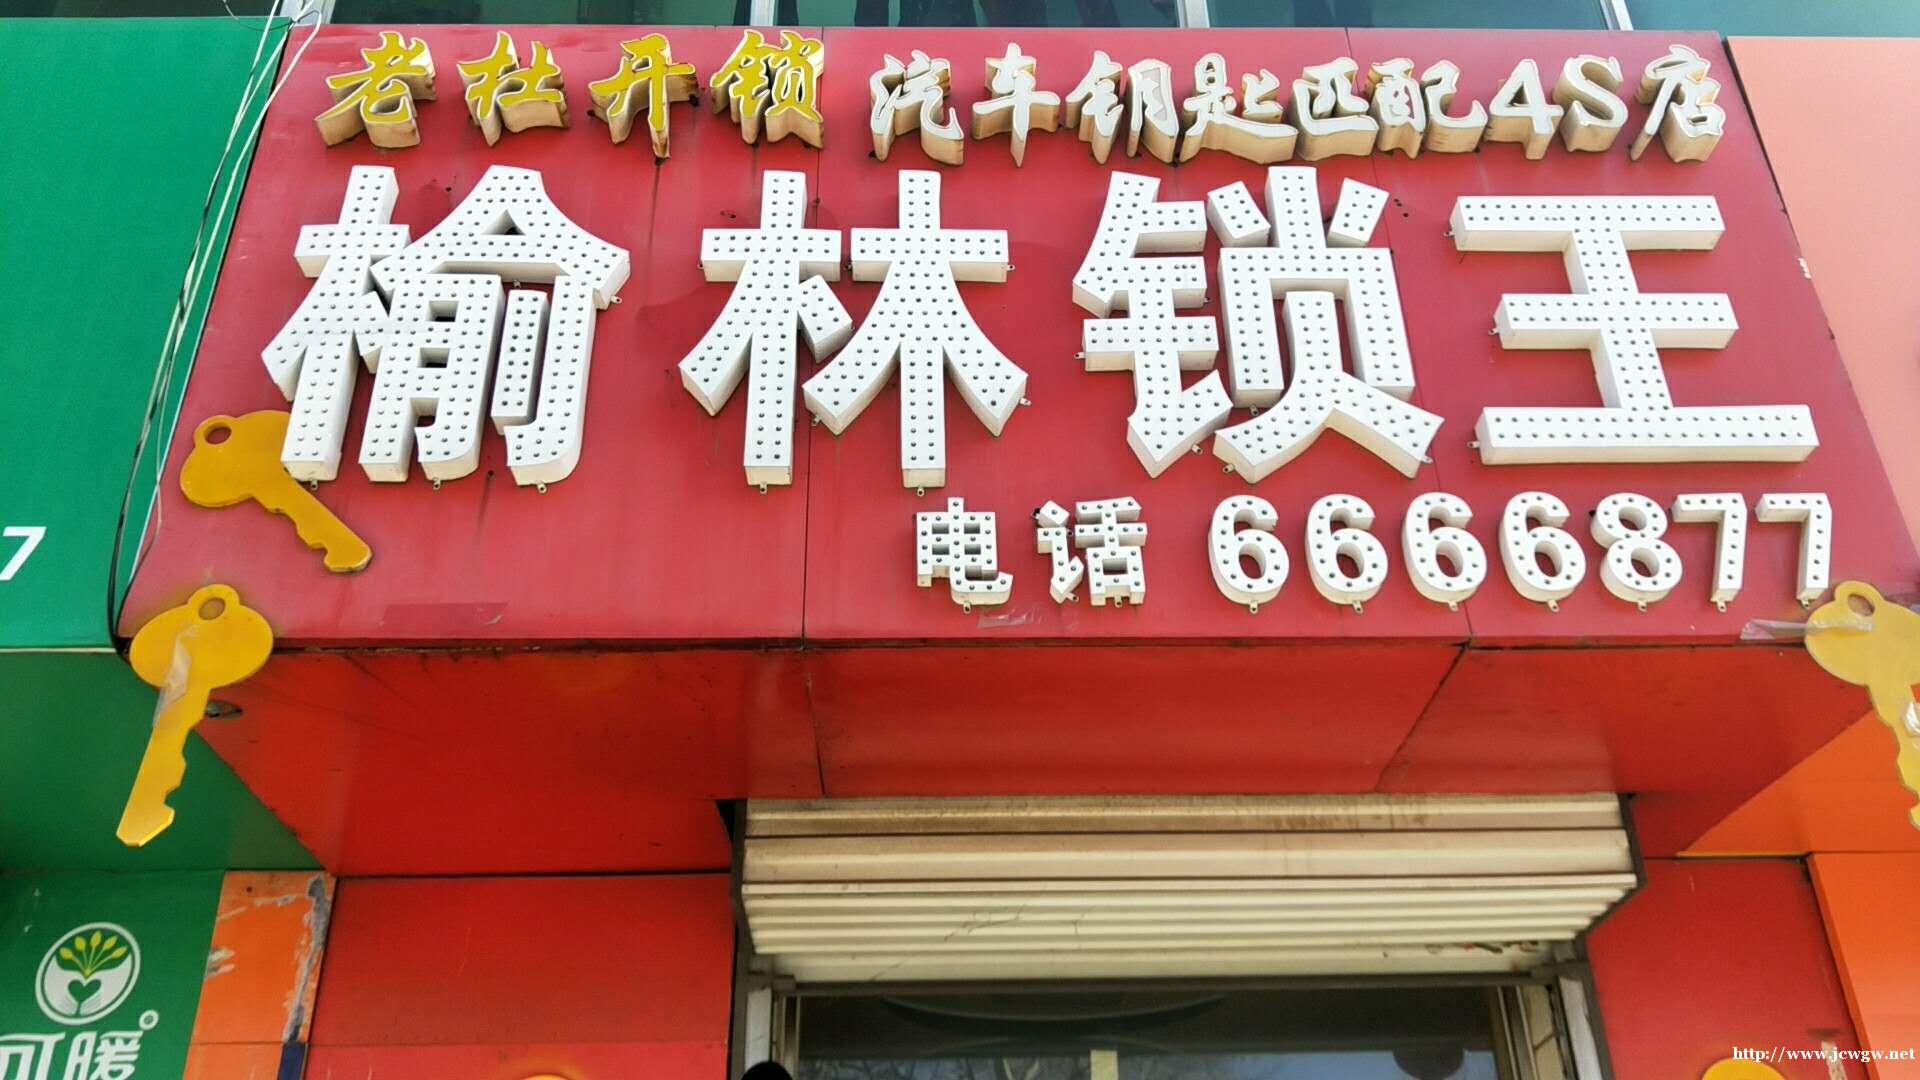 老杜开锁 汽车钥匙匹配4S店
榆林锁王
电话 6666877
7
可暖
http://www.jcwgw.net